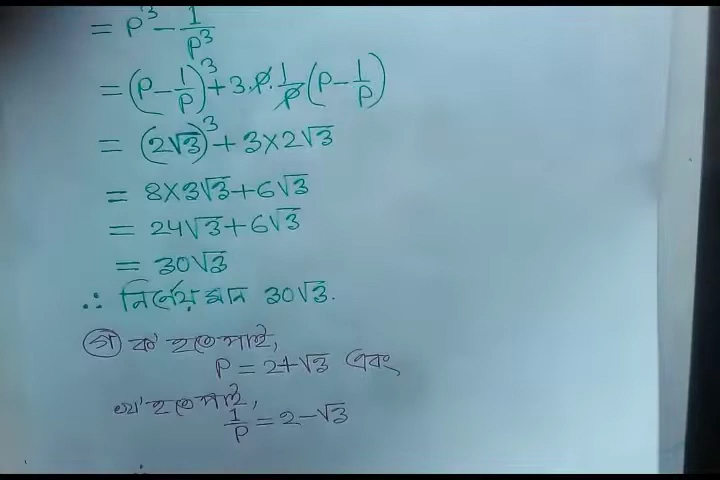 = P³ - 1/P³
= (P - 1/P)³ + 3.P.1/P (P - 1/P)
= (2√3)³ + 3×2√3
= 8×3√3 + 6√3
= 24√3 + 6√3
= 30√3
∴ নির্ণেয় মান 30√3.
গ 'ক' হতে পাই,
P = 2+√3 এবং
'খ' হতে পাই,
1/P = 2-√3